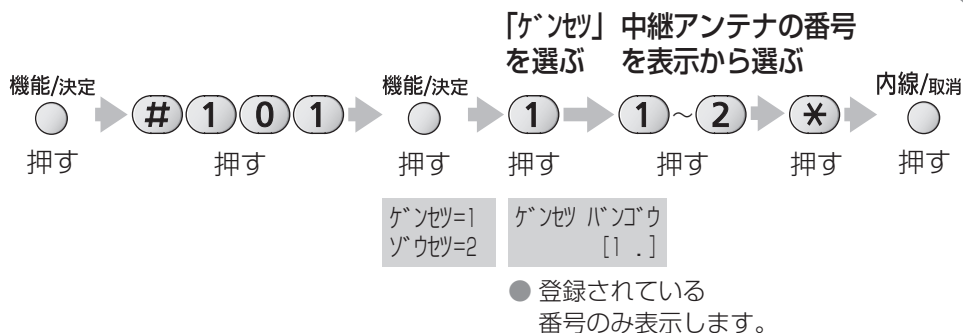 「ｹﾞﾝｾﾂ」 中継アンテナの番号
を選ぶ を表示から選ぶ
機能/決定 機能/決定 内線/取消
# 1 0 1 1 1 ~ 2 *
押す 押す 押す 押す 押す 押す
ｹﾞﾝｾﾂ=1 ｹﾞﾝｾﾂ ﾊﾞﾝｺﾞｳ
ｿﾞｳｾﾂ=2 [1 .]
● 登録されている
番号のみ表示します。